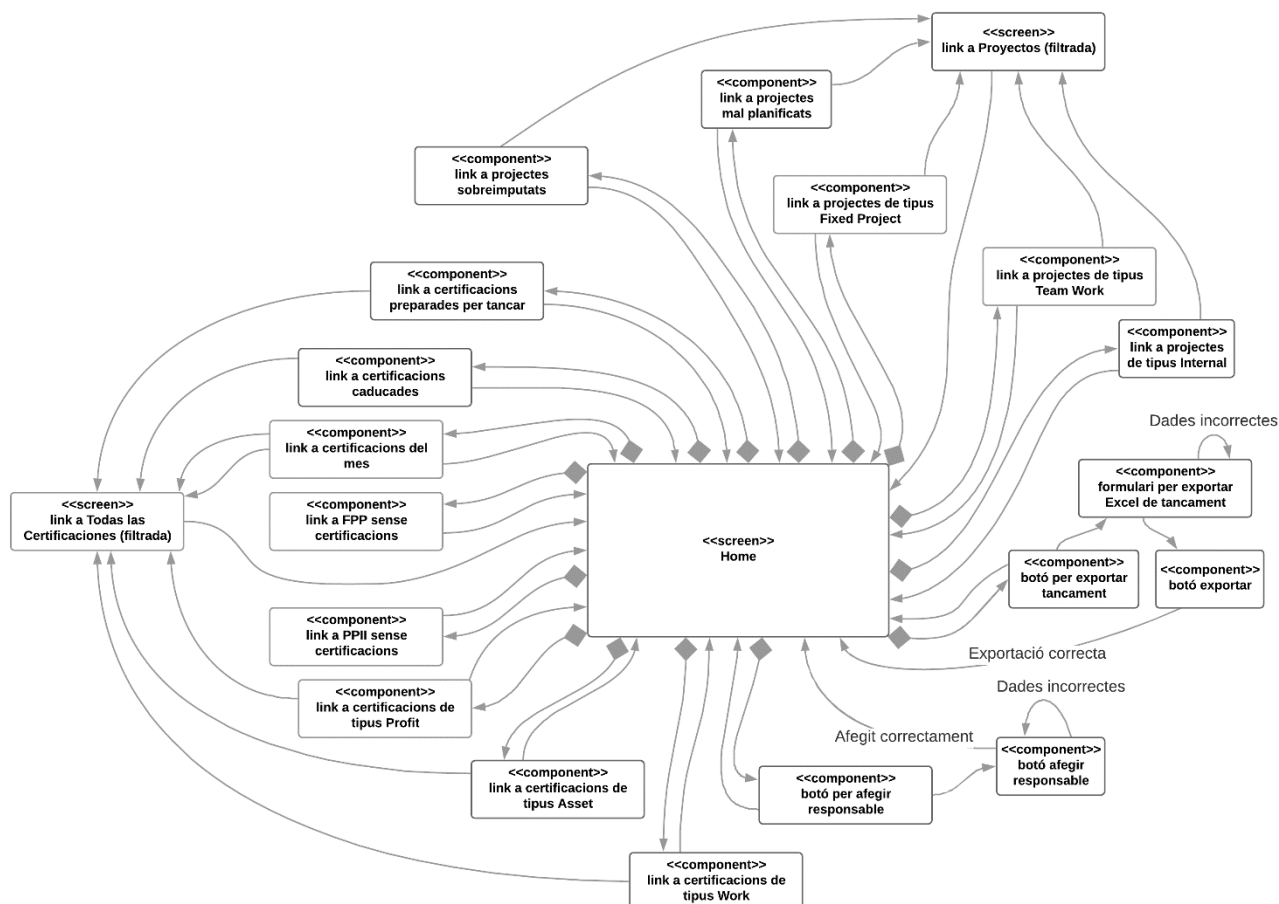 <<screen>>
link a Proyectos (filtrada)
<<component>>
link a projectes
mal planificats
<<component>>
link a projectes
sobreimputats
<<component>>
link a projectes de tipus
Fixed Project
<<component>>
link a projectes de tipus
Team Work
<<component>>
link a certificacions
preparades per tancar
<<component>>
link a projectes
de tipus Internal
<<component>>
link a certificacions
caducades
Dades incorrectes
<<component>>
link a certificacions del
mes
<<component>>
formulari per exportar
Excel de tancament
<<screen>>
link a Todas las
Certificaciones (filtrada)
<<component>>
link a FPP sense
certificacions
<<screen>>
Home
<<component>>
botó per exportar
tancament
<<component>>
botó exportar
<<component>>
link a PPII sense
certificacions
Exportació correcta
<<component>>
link a certificacions de
tipus Profit
Dades incorrectes
Afegit correctament
<<component>>
botó afegir
responsable
<<component>>
link a certificacions de
tipus Asset
<<component>>
botó per afegir
responsable
<<component>>
link a certificacions de
tipus Work